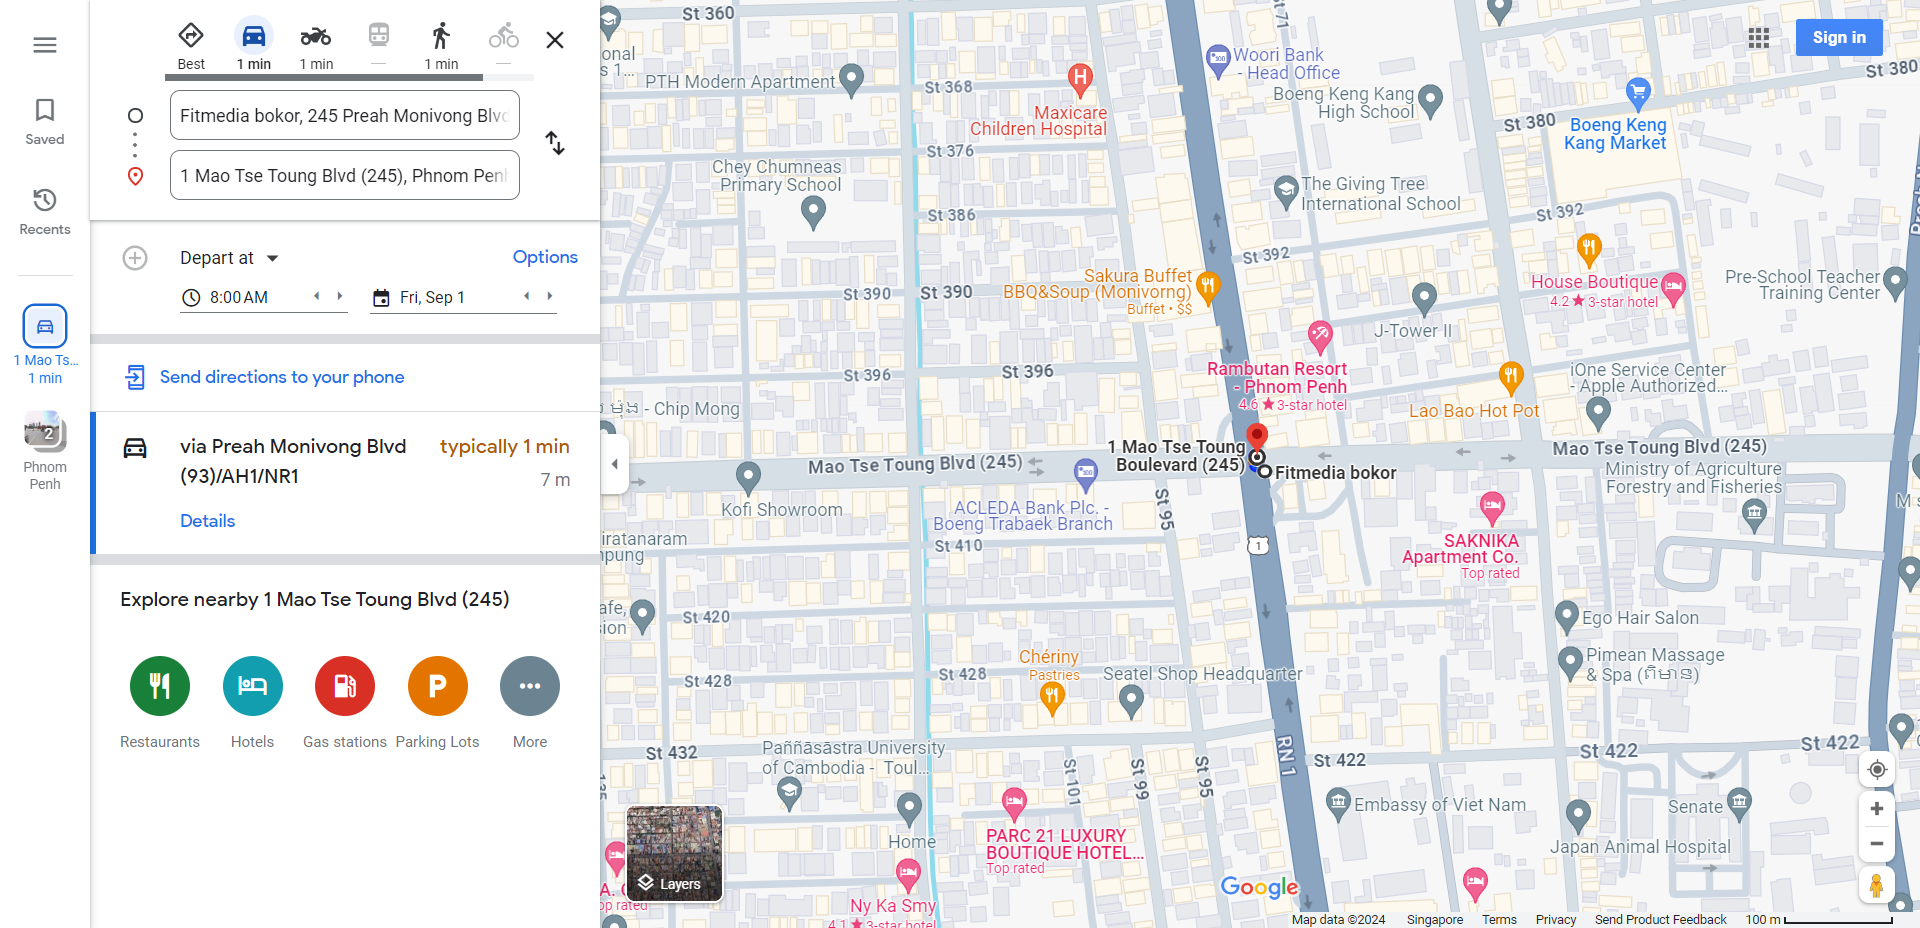 Saved
Recents
1 Mao Ts...
1 min
2
Phnom
Penh
Best
1 min
1 min
—
1 min
—
Fitmedia bokor, 245 Preah Monivong Blvd
1 Mao Tse Toung Blvd (245), Phnom Penh
Depart at
Options
8:00 AM
Fri, Sep 1
Send directions to your phone
via Preah Monivong Blvd
(93)/AH1/NR1
typically 1 min
7 m
Details
Explore nearby 1 Mao Tse Toung Blvd (245)
P
Restaurants
Hotels
Gas stations
Parking Lots
More
Sign in
St 360
St 71
Woori Bank
- Head Office
St 380
PTH Modern Apartment
St 368
H
Maxicare
Children Hospital
Boeng Keng Kang
High School
St 380
Boeng Keng
Kang Market
St 376
Chey Chumneas
Primary School
The Giving Tree
International School
St 386
St 392
St 392
Sakura Buffet
BBQ&Soup (Monivorng)
Buffet • $$
House Boutique
4.2 ★ 3-star hotel
Pre-School Teacher
Training Center
St 390
St 390
J-Tower II
Rambutan Resort
- Phnom Penh
4.6 ★ 3-star hotel
St 396
St 396
iOne Service Center
- Apple Authorized...
Lao Bao Hot Pot
- Chip Mong
1 Mao Tse Toung
Boulevard (245)
Mao Tse Toung Blvd (245)
Mao Tse Toung Blvd (245)
Fitmedia bokor
Ministry of Agriculture
Forestry and Fisheries
Kofi Showroom
ACLEDA Bank Plc. -
Boeng Trabaek Branch
St 95
iratanaram
St 410
1
SAKNIKA
Apartment Co.
Top rated
St 420
Ego Hair Salon
Chériny
Pastries
Seatel Shop Headquarter
St 428
St 428
Pimean Massage
& Spa (ពិមាន)
St 432
Paññāsāstra University
of Cambodia - Toul...
St 101
St 99
St 95
RN 1
St 422
St 422
St 422
Embassy of Viet Nam
Senate
Home
PARC 21 LUXURY
BOUTIQUE HOTEL...
Top rated
Japan Animal Hospital
Layers
Ny Ka Smy
4.1 ★ 3-star hotel
Google
Map data ©2024
Singapore
Terms
Privacy
Send Product Feedback
100 m